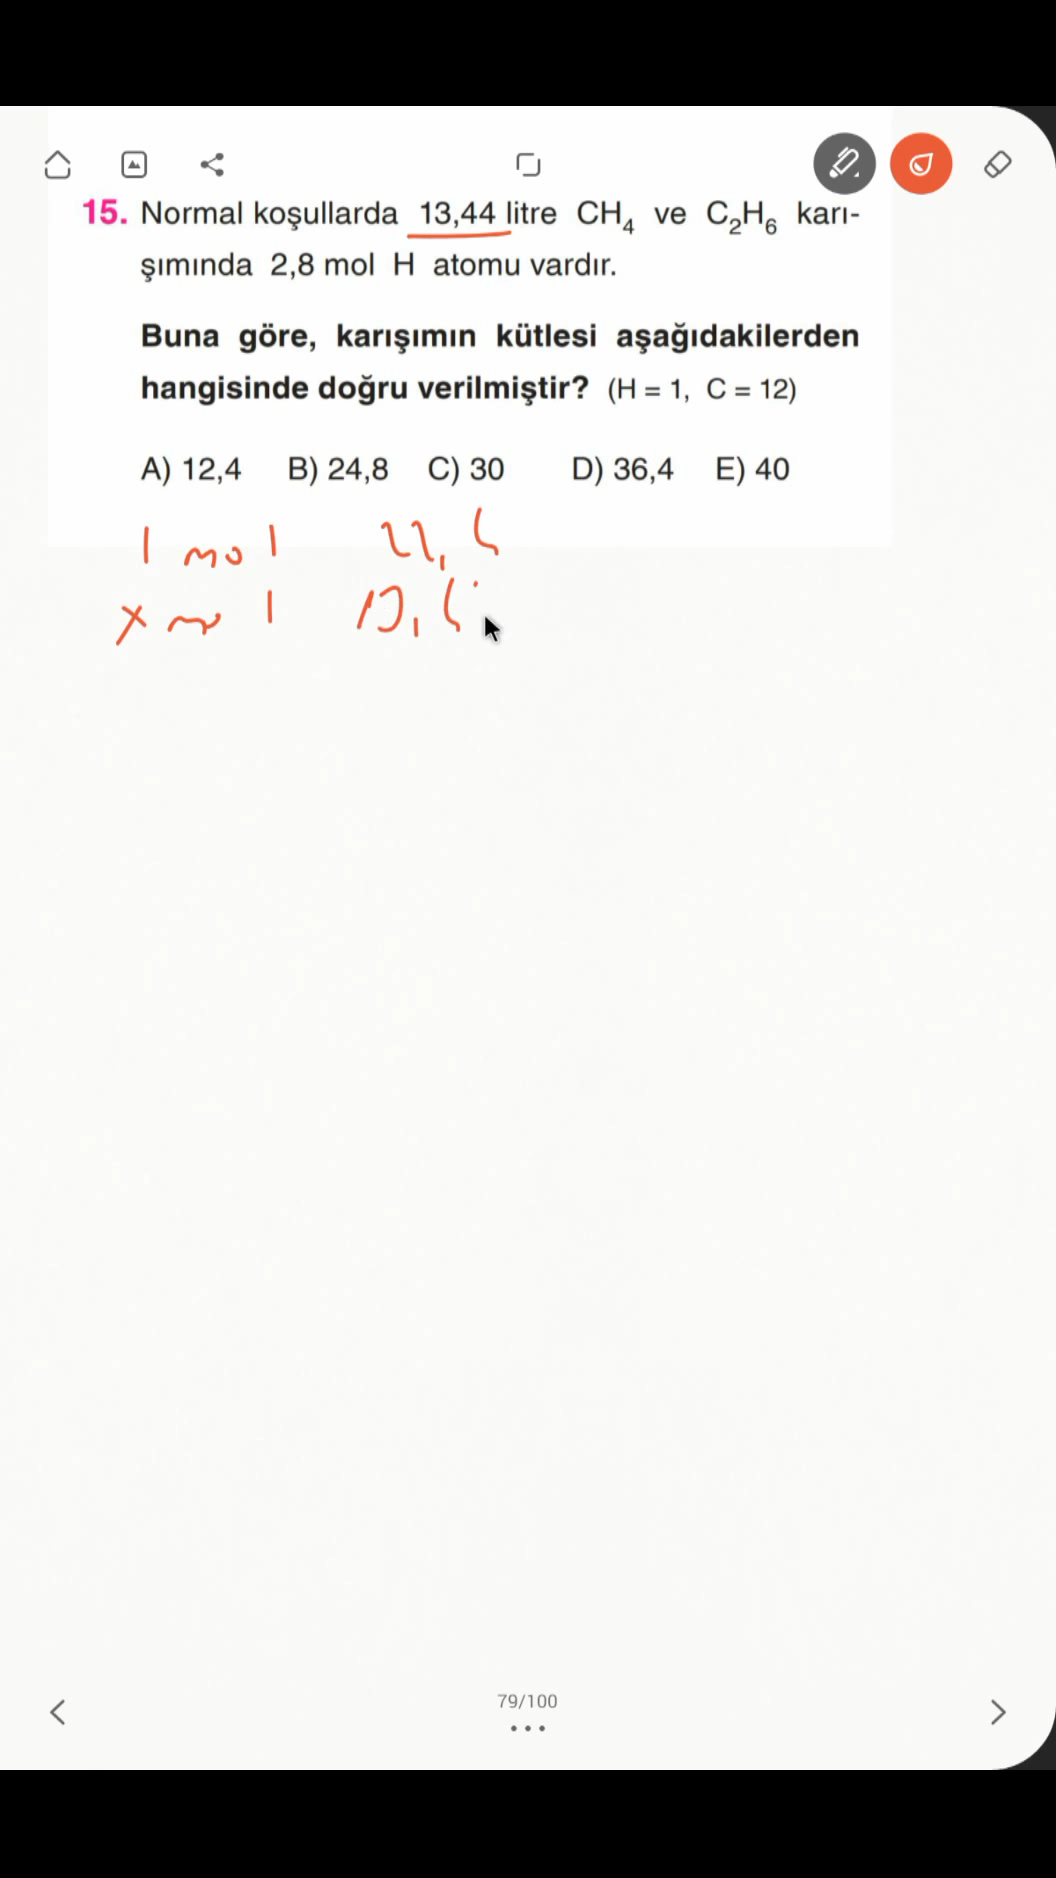 15. Normal koşullarda 13,44 litre CH₄ ve C₂H₆ karı-
şımında 2,8 mol H atomu vardır.
Buna göre, karışımın kütlesi aşağıdakilerden
hangisinde doğru verilmiştir? (H = 1, C = 12)
A) 12,4 B) 24,8 C) 30 D) 36,4 E) 40
1 mol 22,4
x mol 13,4
79/100